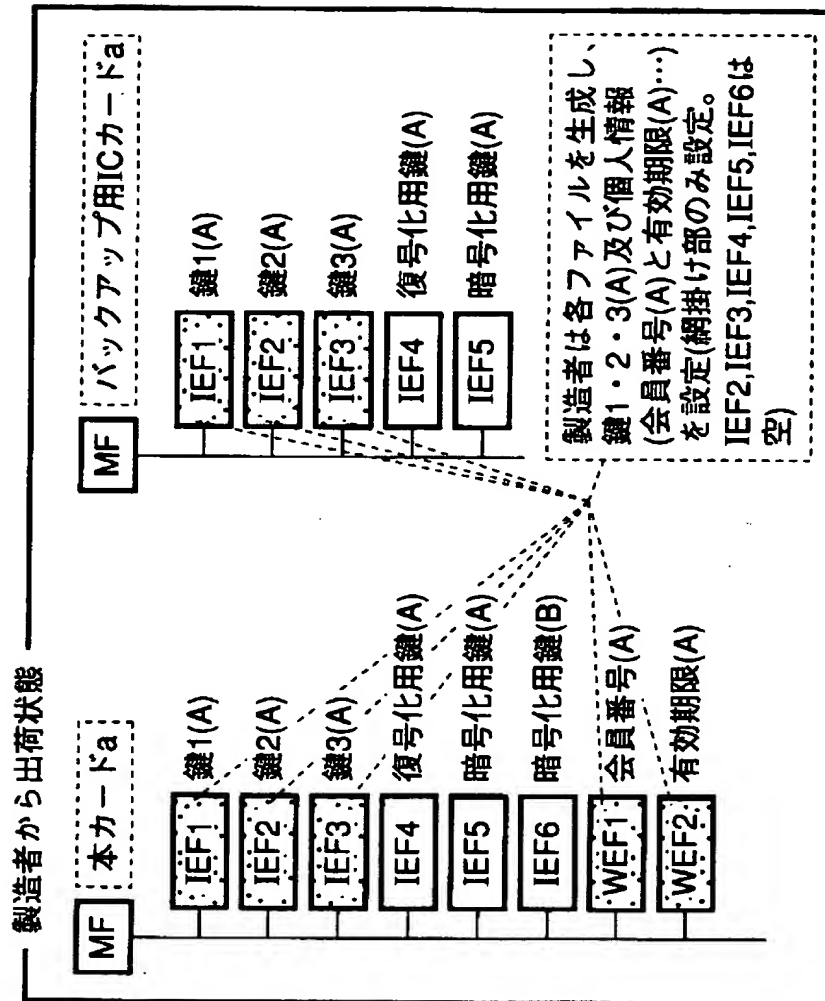 製造者から出荷状態
本カードa
MF
IEF1 鍵1(A)
IEF2 鍵2(A)
IEF3 鍵3(A)
IEF4 復号化用鍵(A)
IEF5 暗号化用鍵(A)
IEF6 暗号化用鍵(B)
WEF1 会員番号(A)
WEF2 有効期限(A)
バックアップ用ICカードa
MF
IEF1 鍵1(A)
IEF2 鍵2(A)
IEF3 鍵3(A)
IEF4 復号化用鍵(A)
IEF5 暗号化用鍵(A)
製造者は各ファイルを生成し、
鍵1・2・3(A)及び個人情報
(会員番号(A)と有効期限(A)…)
を設定(網掛け部のみ設定。
IEF2,IEF3,IEF4,IEF5,IEF6は
空)